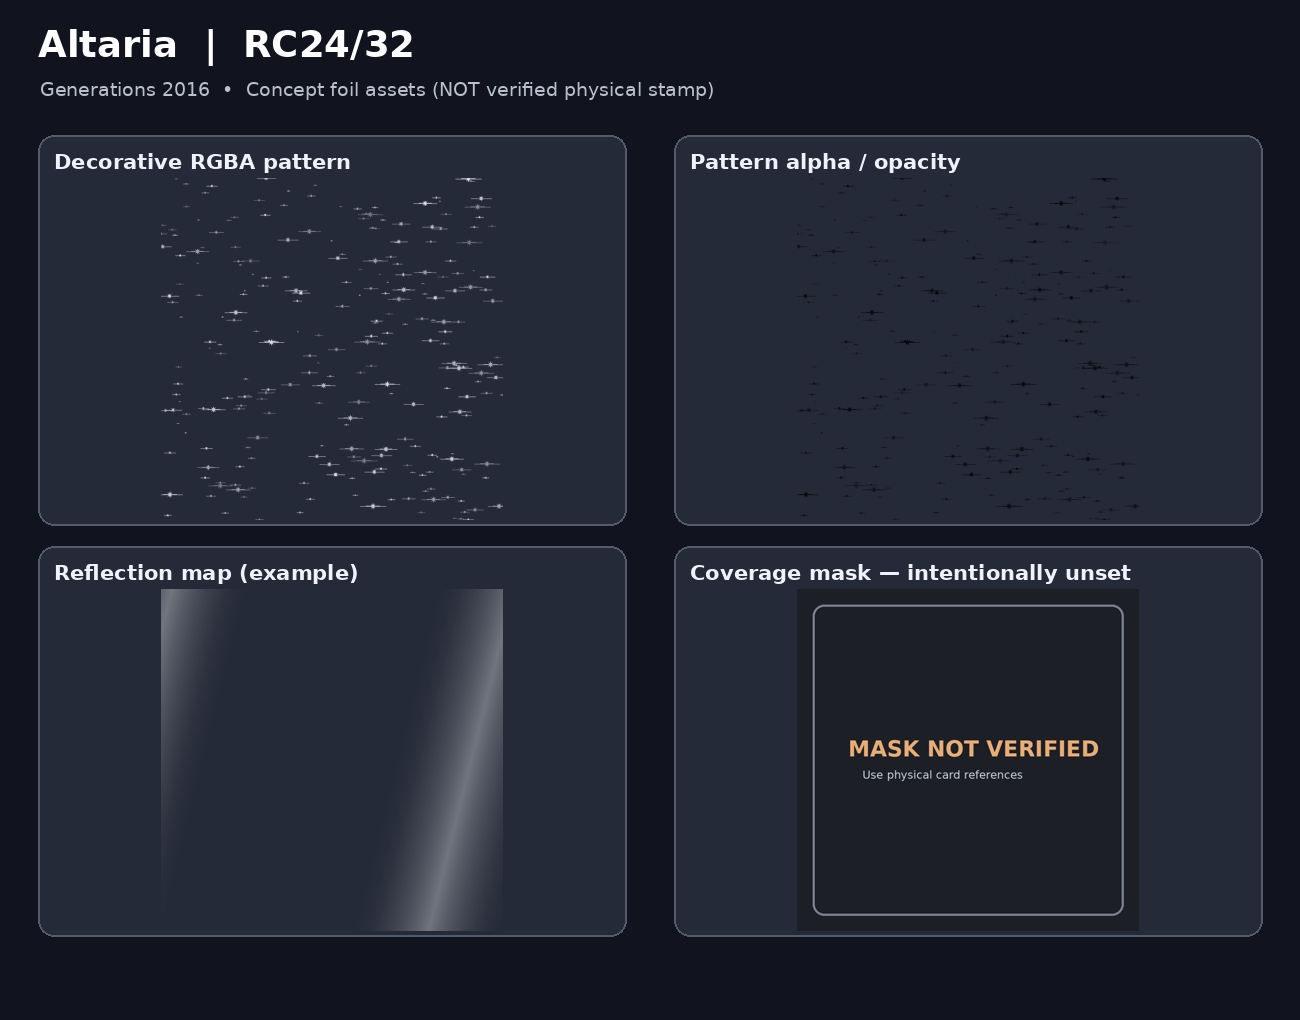 Altaria | RC24/32
Generations 2016 • Concept foil assets (NOT verified physical stamp)
Decorative RGBA pattern
Pattern alpha / opacity
Reflection map (example)
Coverage mask — intentionally unset
MASK NOT VERIFIED
Use physical card references